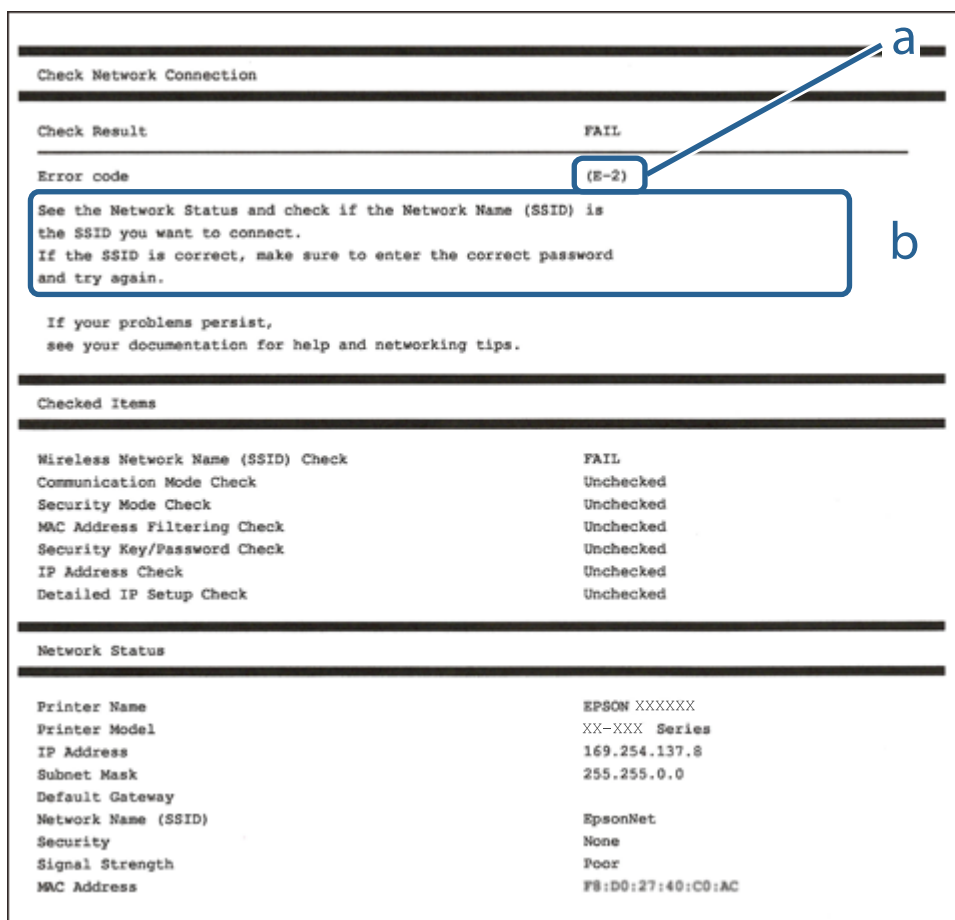 a
Check Network Connection
Check Result FAIL
Error code (E-2)
See the Network Status and check if the Network Name (SSID) is
the SSID you want to connect.
If the SSID is correct, make sure to enter the correct password
and try again.
b
If your problems persist,
see your documentation for help and networking tips.
Checked Items
Wireless Network Name (SSID) Check FAIL
Communication Mode Check Unchecked
Security Mode Check Unchecked
MAC Address Filtering Check Unchecked
Security Key/Password Check Unchecked
IP Address Check Unchecked
Detailed IP Setup Check Unchecked
Network Status
Printer Name EPSON XXXXXX
Printer Model XX-XXX Series
IP Address 169.254.137.8
Subnet Mask 255.255.0.0
Default Gateway
Network Name (SSID) EpsonNet
Security None
Signal Strength Poor
MAC Address F8:D0:27:40:C0:AC